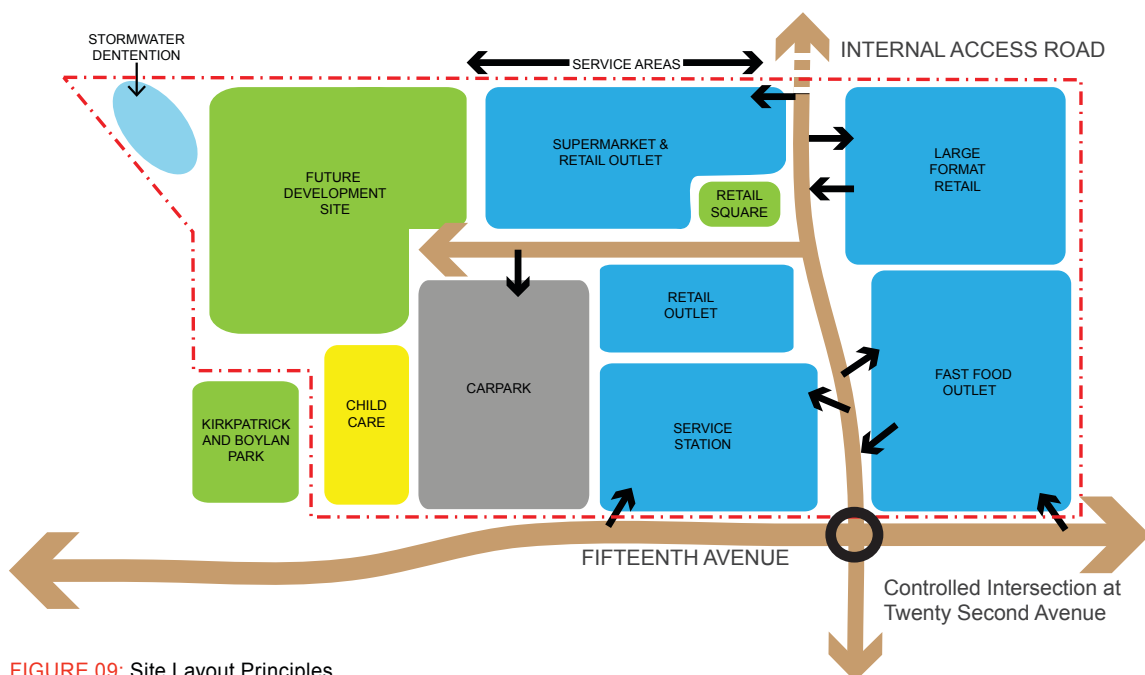 STORMWATER
DENTENTION
SERVICE AREAS
INTERNAL ACCESS ROAD
SUPERMARKET &
RETAIL OUTLET
LARGE
FORMAT
RETAIL
FUTURE
DEVELOPMENT
SITE
RETAIL
SQUARE
RETAIL
OUTLET
CARPARK
FAST FOOD
OUTLET
CHILD
CARE
KIRKPATRICK
AND BOYLAN
PARK
SERVICE
STATION
FIFTEENTH AVENUE
Controlled Intersection at
Twenty Second Avenue
FIGURE 09: Site Layout Principles